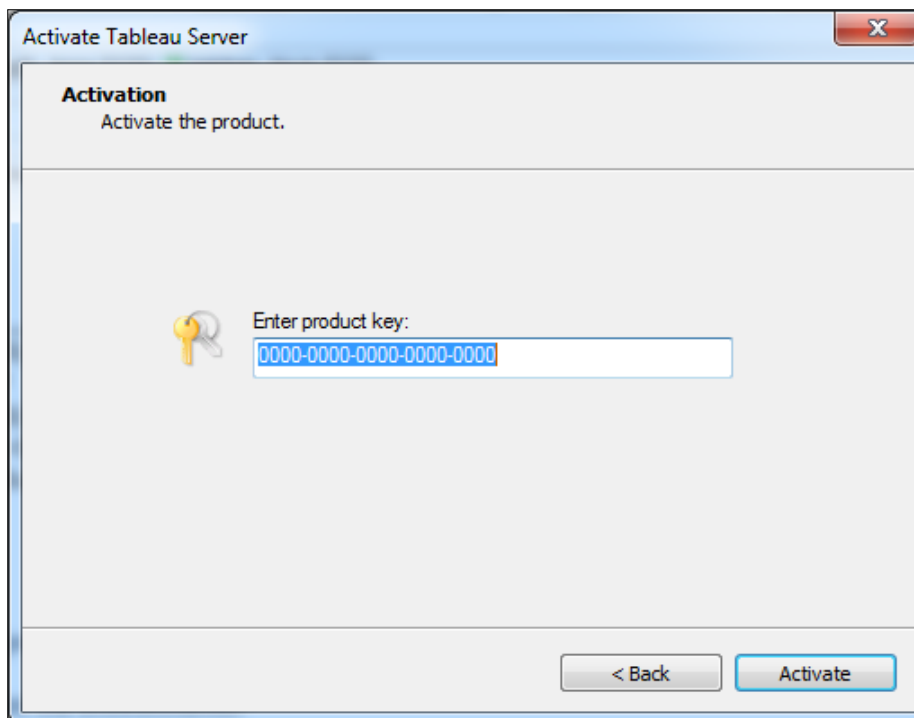 Activate Tableau Server
Activation
Activate the product.
Enter product key:
0000-0000-0000-0000-0000
< Back
Activate